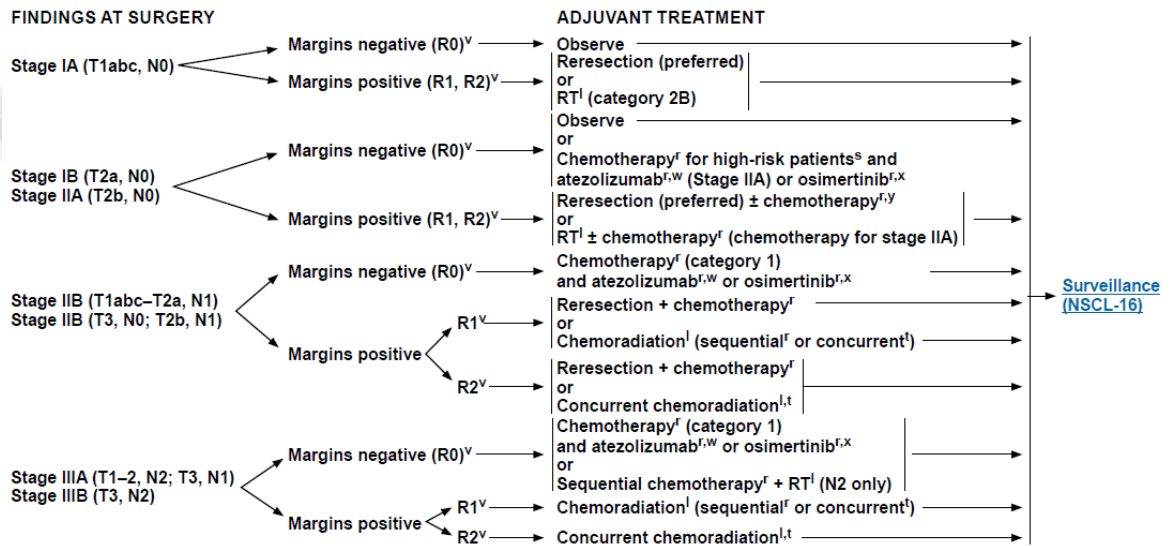 FINDINGS AT SURGERY
ADJUVANT TREATMENT
Stage IA (T1abc, N0)
Margins negative (R0)ᵛ
Observe
Margins positive (R1, R2)ᵛ
Reresection (preferred)
or
RTˡ (category 2B)
Stage IB (T2a, N0)
Stage IIA (T2b, N0)
Margins negative (R0)ᵛ
Observe
or
Chemotherapyʳ for high-risk patientsˢ and
atezolizumabʳ,ʷ (Stage IIA) or osimertinibʳ,ˣ
Margins positive (R1, R2)ᵛ
Reresection (preferred) ± chemotherapyʳ,ʸ
or
RTˡ ± chemotherapyʳ (chemotherapy for stage IIA)
Stage IIB (T1abc–T2a, N1)
Stage IIB (T3, N0; T2b, N1)
Margins negative (R0)ᵛ
Chemotherapyʳ (category 1)
and atezolizumabʳ,ʷ or osimertinibʳ,ˣ
Margins positive
R1ᵛ
Reresection + chemotherapyʳ
or
Chemoradiationˡ (sequentialʳ or concurrentᵗ)
R2ᵛ
Reresection + chemotherapyʳ
or
Concurrent chemoradiationˡ,ᵗ
Stage IIIA (T1–2, N2; T3, N1)
Stage IIIB (T3, N2)
Margins negative (R0)ᵛ
Chemotherapyʳ (category 1)
and atezolizumabʳ,ʷ or osimertinibʳ,ˣ
or
Sequential chemotherapyʳ + RTˡ (N2 only)
Margins positive
R1ᵛ
Chemoradiationˡ (sequentialʳ or concurrentᵗ)
R2ᵛ
Concurrent chemoradiationˡ,ᵗ
Surveillance
(NSCL-16)